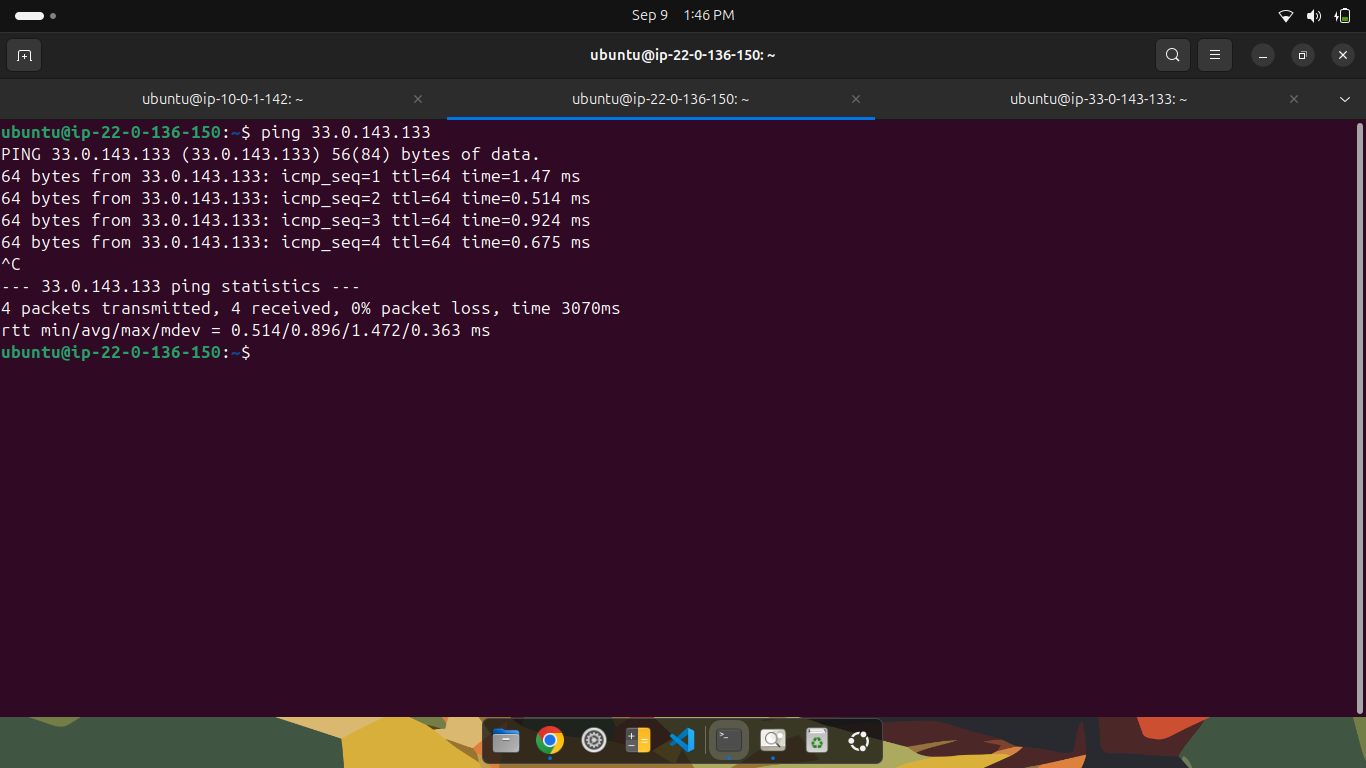 Sep 9 1:46 PM
ubuntu@ip-22-0-136-150: ~
ubuntu@ip-10-0-1-142: ~
ubuntu@ip-22-0-136-150: ~
ubuntu@ip-33-0-143-133: ~
ubuntu@ip-22-0-136-150:~$ ping 33.0.143.133
PING 33.0.143.133 (33.0.143.133) 56(84) bytes of data.
64 bytes from 33.0.143.133: icmp_seq=1 ttl=64 time=1.47 ms
64 bytes from 33.0.143.133: icmp_seq=2 ttl=64 time=0.514 ms
64 bytes from 33.0.143.133: icmp_seq=3 ttl=64 time=0.924 ms
64 bytes from 33.0.143.133: icmp_seq=4 ttl=64 time=0.675 ms
^C
--- 33.0.143.133 ping statistics ---
4 packets transmitted, 4 received, 0% packet loss, time 3070ms
rtt min/avg/max/mdev = 0.514/0.896/1.472/0.363 ms
ubuntu@ip-22-0-136-150:~$